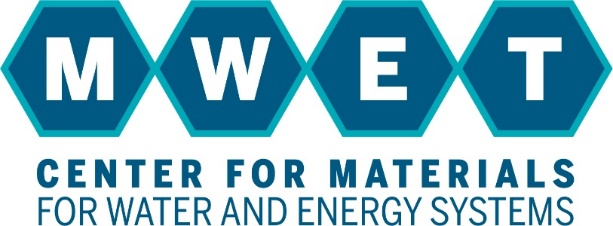 MWET
CENTER FOR MATERIALS
FOR WATER AND ENERGY SYSTEMS